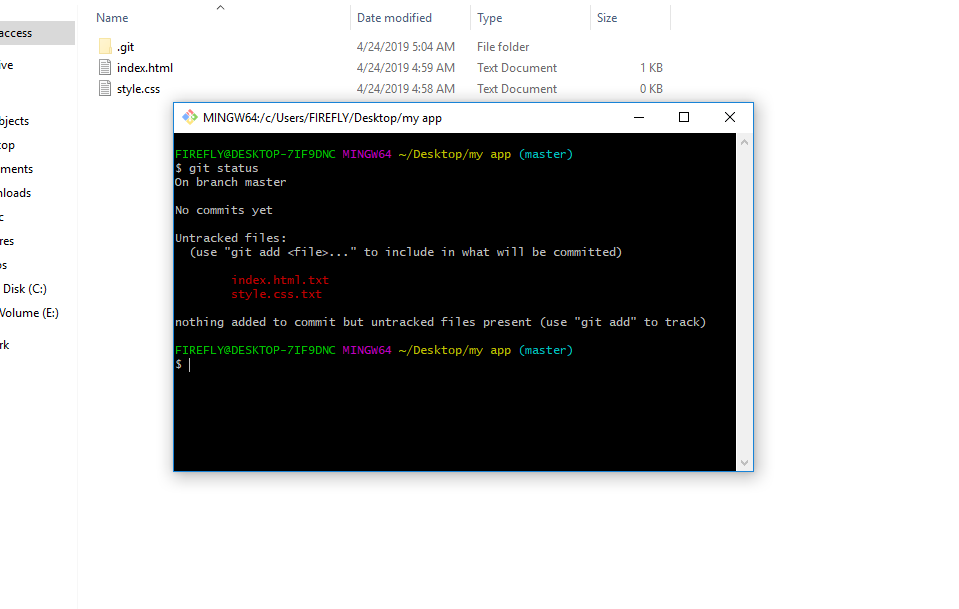 Name Date modified Type Size
access
.git 4/24/2019 5:04 AM File folder
ive
index.html 4/24/2019 4:59 AM Text Document 1 KB
style.css 4/24/2019 4:58 AM Text Document 0 KB
bjects
top
ments
nloads
c
res
os
Disk (C:)
Volume (E:)
rk
MINGW64:/c/Users/FIREFLY/Desktop/my app
FIREFLY@DESKTOP-7IF9DNC MINGW64 ~/Desktop/my app (master)
$ git status
On branch master
No commits yet
Untracked files:
(use "git add <file>..." to include in what will be committed)
index.html.txt
style.css.txt
nothing added to commit but untracked files present (use "git add" to track)
FIREFLY@DESKTOP-7IF9DNC MINGW64 ~/Desktop/my app (master)
$